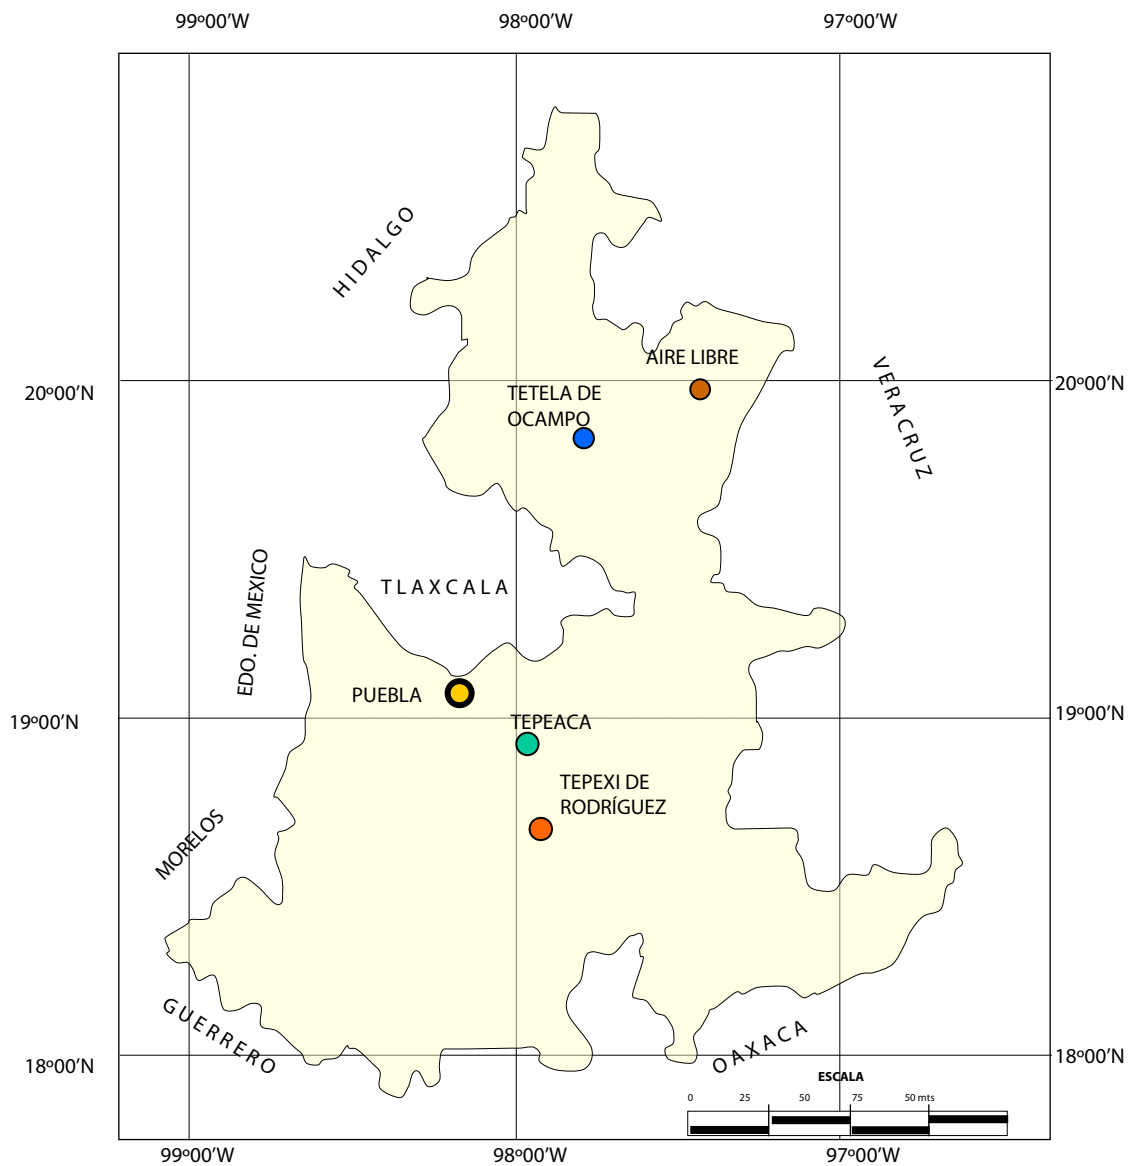 99º00’W 98º00’W 97º00’W
HIDALGO
AIRE LIBRE
VERACRUZ
20º00’N
20º00’N
TETELA DE
OCAMPO
EDO. DE MEXICO
TLAXCALA
PUEBLA
19º00’N
TEPEACA
19º00’N
TEPEXI DE
RODRÍGUEZ
MORELOS
GUERRERO
OAXACA
18º00’N
18º00’N
ESCALA
0 25 50 75 50 mts
99º00’W 98º00’W 97º00’W